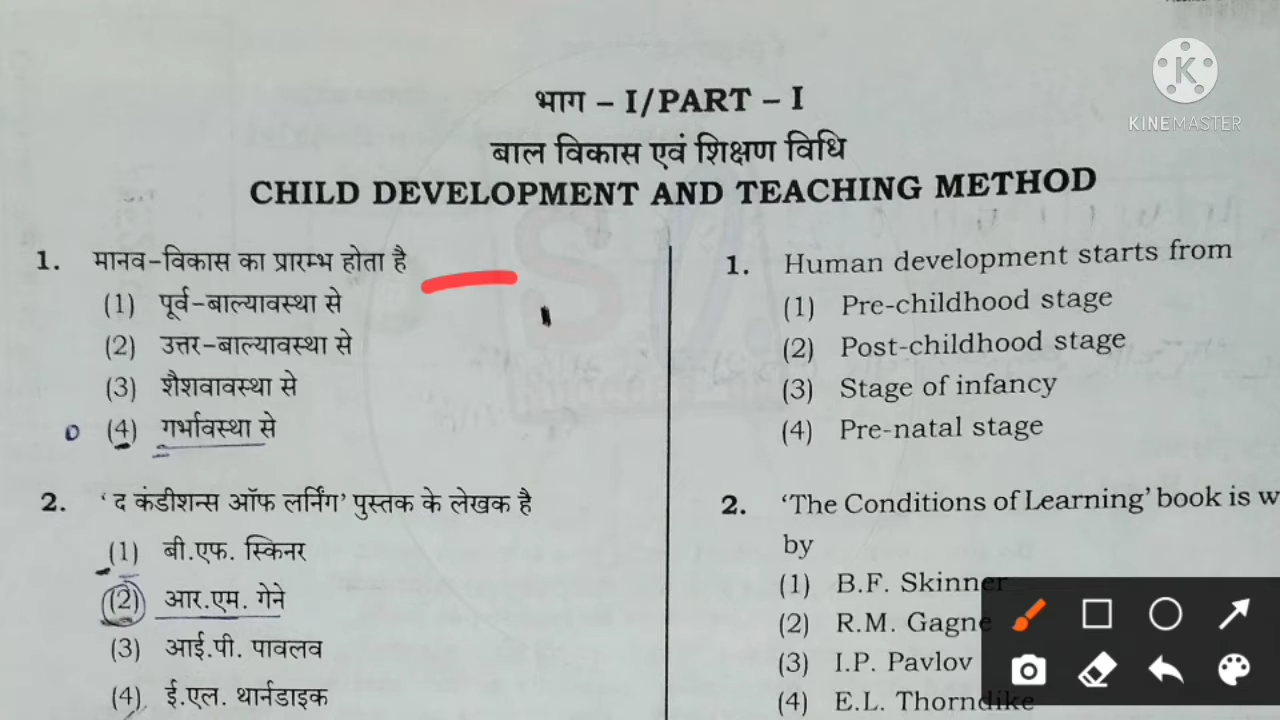 KINEMASTER
भाग – I/PART – I
बाल विकास एवं शिक्षण विधि
CHILD DEVELOPMENT AND TEACHING METHOD
1. मानव-विकास का प्रारम्भ होता है
(1) पूर्व-बाल्यावस्था से
(2) उत्तर-बाल्यावस्था से
(3) शैशवावस्था से
(4) गर्भावस्था से
2. ‘द कंडीशन्स ऑफ लर्निंग’ पुस्तक के लेखक है
(1) बी.एफ. स्किनर
(2) आर.एम. गेने
(3) आई.पी. पावलव
(4) ई.एल. थार्नडाइक
1. Human development starts from
(1) Pre-childhood stage
(2) Post-childhood stage
(3) Stage of infancy
(4) Pre-natal stage
2. ‘The Conditions of Learning’ book is w
by
(1) B.F. Skinner
(2) R.M. Gagne
(3) I.P. Pavlov
(4) E.L. Thorndike